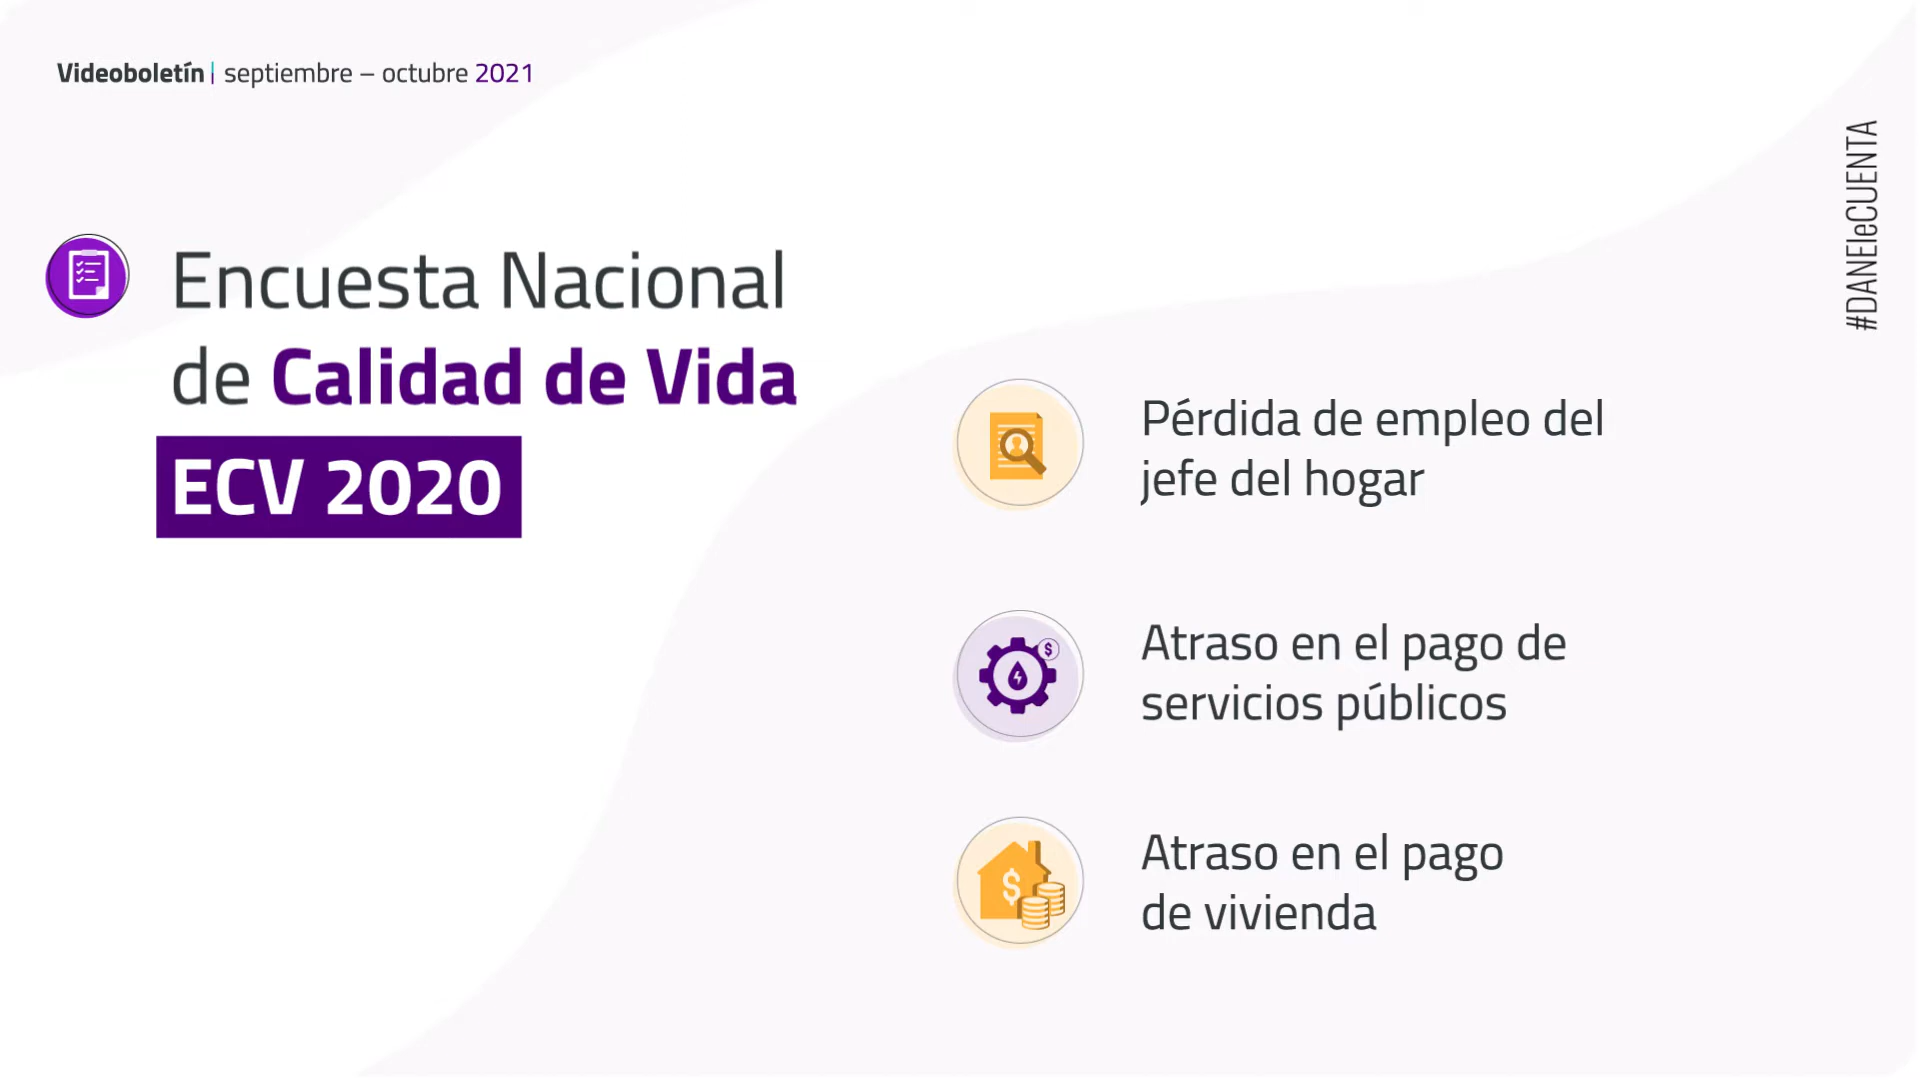 Videoboletín | septiembre – octubre 2021
#DANEleCUENTA
Encuesta Nacional
de Calidad de Vida
ECV 2020
Pérdida de empleo del
jefe del hogar
$
Atraso en el pago de
servicios públicos
$
Atraso en el pago
de vivienda